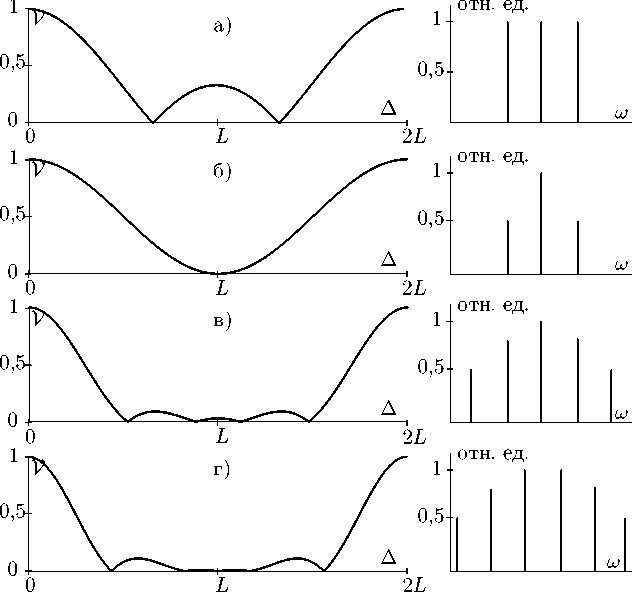 1 𝒱 а) отн. ед.
1
0,5 0,5
0 Δ ω
0 L 2L
1 𝒱 б) отн. ед.
1
0,5 0,5
0 Δ ω
0 L 2L
1 𝒱 в) отн. ед.
1
0,5 0,5
0 Δ ω
0 L 2L
1 𝒱 г) отн. ед.
1
0,5 0,5
0 Δ ω
0 L 2L